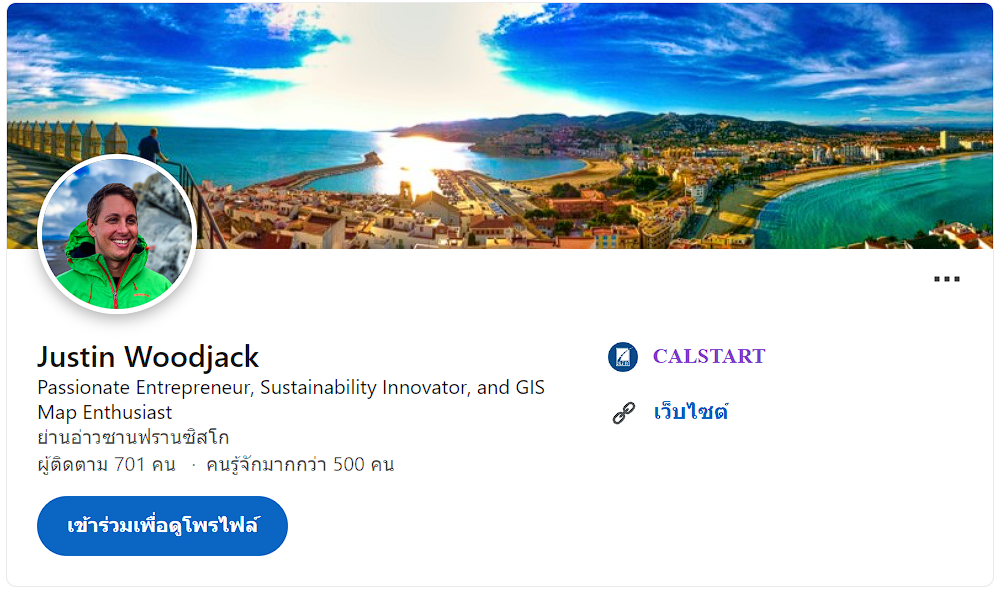 Justin Woodjack
Passionate Entrepreneur, Sustainability Innovator, and GIS
Map Enthusiast
ย่านอ่าวซานฟรานซิสโก
ผู้ติดตาม 701 คน · คนรู้จักมากกว่า 500 คน
เข้าร่วมเพื่อดูโพรไฟล์
CALSTART
เว็บไซต์